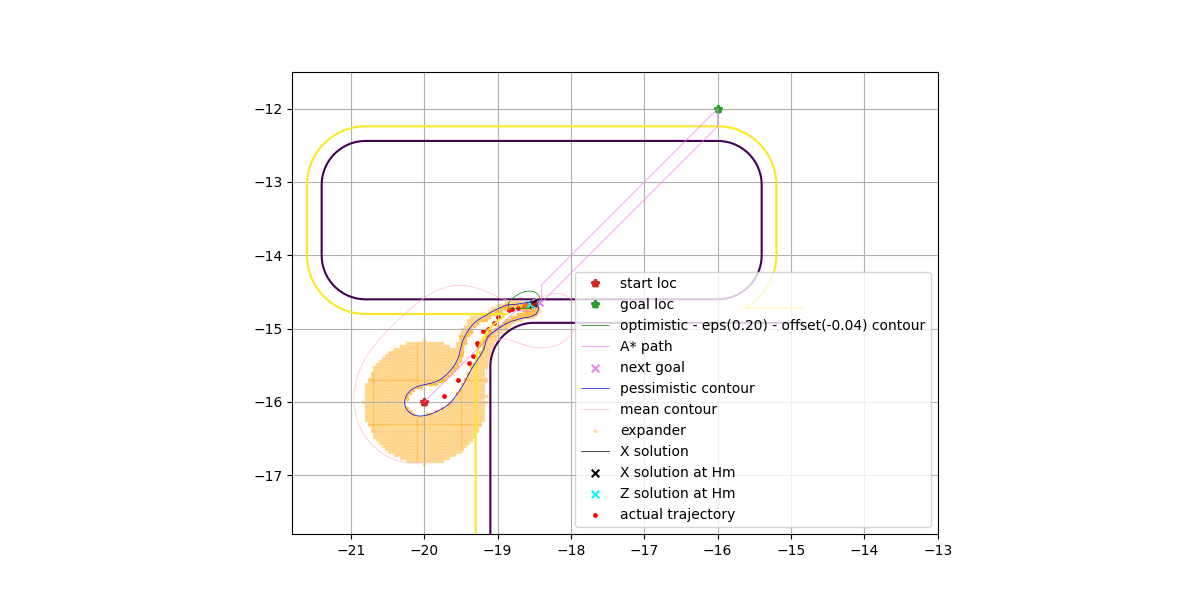 −12
−13
−14
−15
−16
−17
start loc
goal loc
optimistic - eps(0.20) - offset(-0.04) contour
A* path
next goal
pessimistic contour
mean contour
expander
X solution
X solution at Hm
Z solution at Hm
actual trajectory
−21 −20 −19 −18 −17 −16 −15 −14 −13